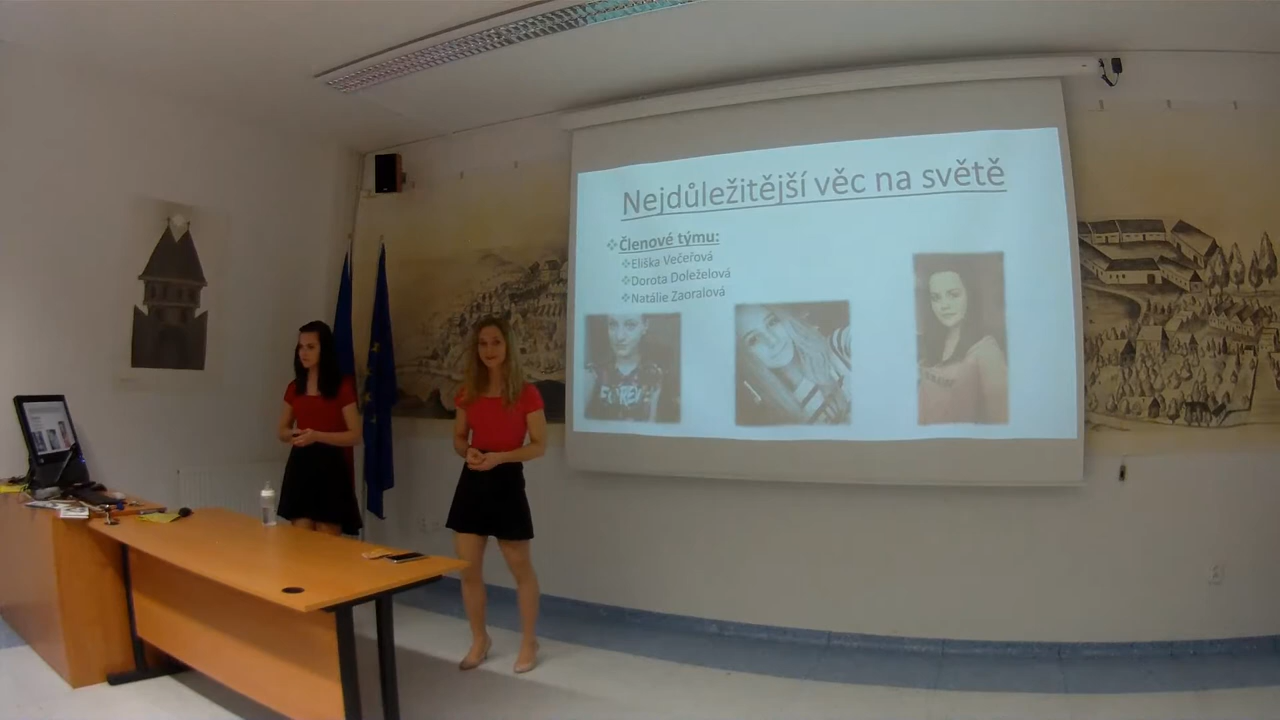 Nejdůležitější věc na světě
Členové týmu:
Eliška Večeřová
Dorota Doleželová
Natálie Zaoralová